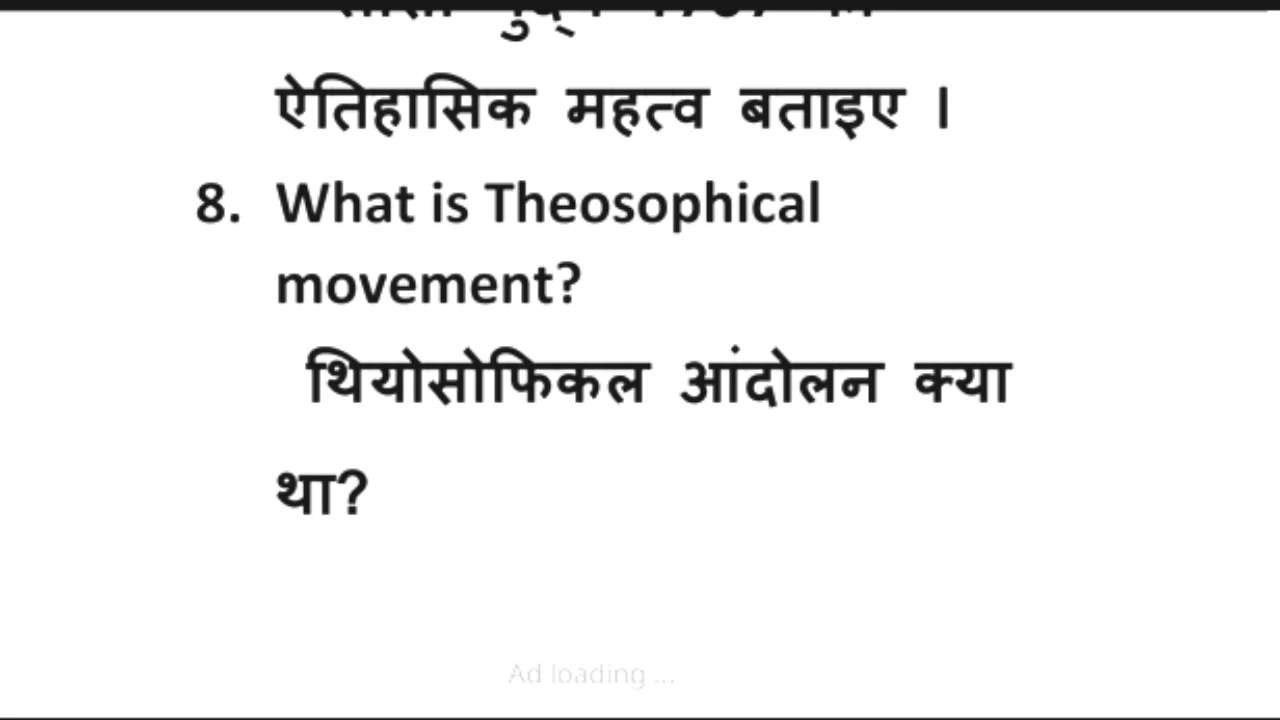 ऐतिहासिक महत्व बताइए ।
8. What is Theosophical
movement?
थियोसोफिकल आंदोलन क्या
था?
Ad loading ...